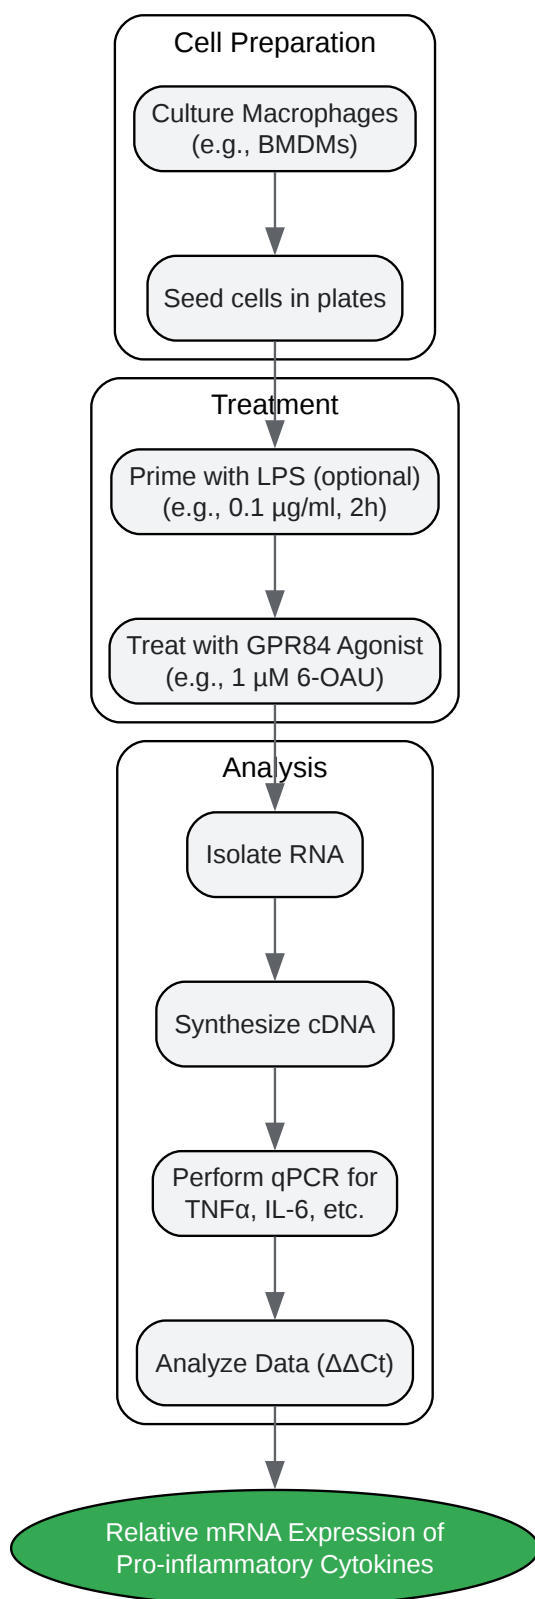 Cell Preparation
Culture Macrophages
(e.g., BMDMs)
Seed cells in plates
Treatment
Prime with LPS (optional)
(e.g., 0.1 µg/ml, 2h)
Treat with GPR84 Agonist
(e.g., 1 µM 6-OAU)
Analysis
Isolate RNA
Synthesize cDNA
Perform qPCR for
TNFα, IL-6, etc.
Analyze Data (ΔΔCt)
Relative mRNA Expression of
Pro-inflammatory Cytokines